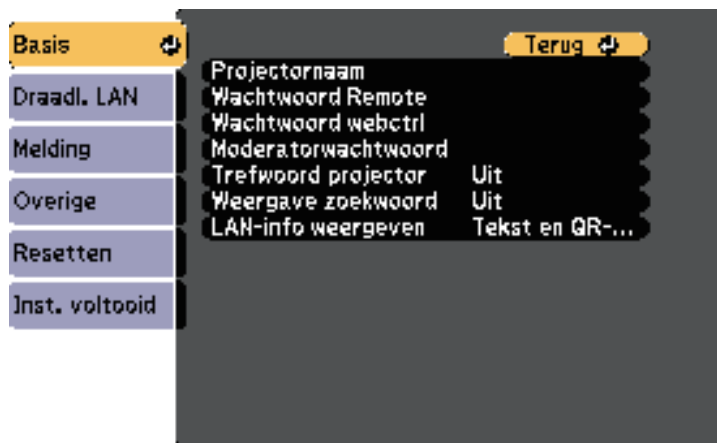 Basis
Draadl. LAN
Melding
Overige
Resetten
Inst. voltooid
Terug
Projectornaam
Wachtwoord Remote
Wachtwoord webctrl
Moderatorwachtwoord
Trefwoord projector Uit
Weergave zoekwoord Uit
LAN-info weergeven Tekst en QR-...